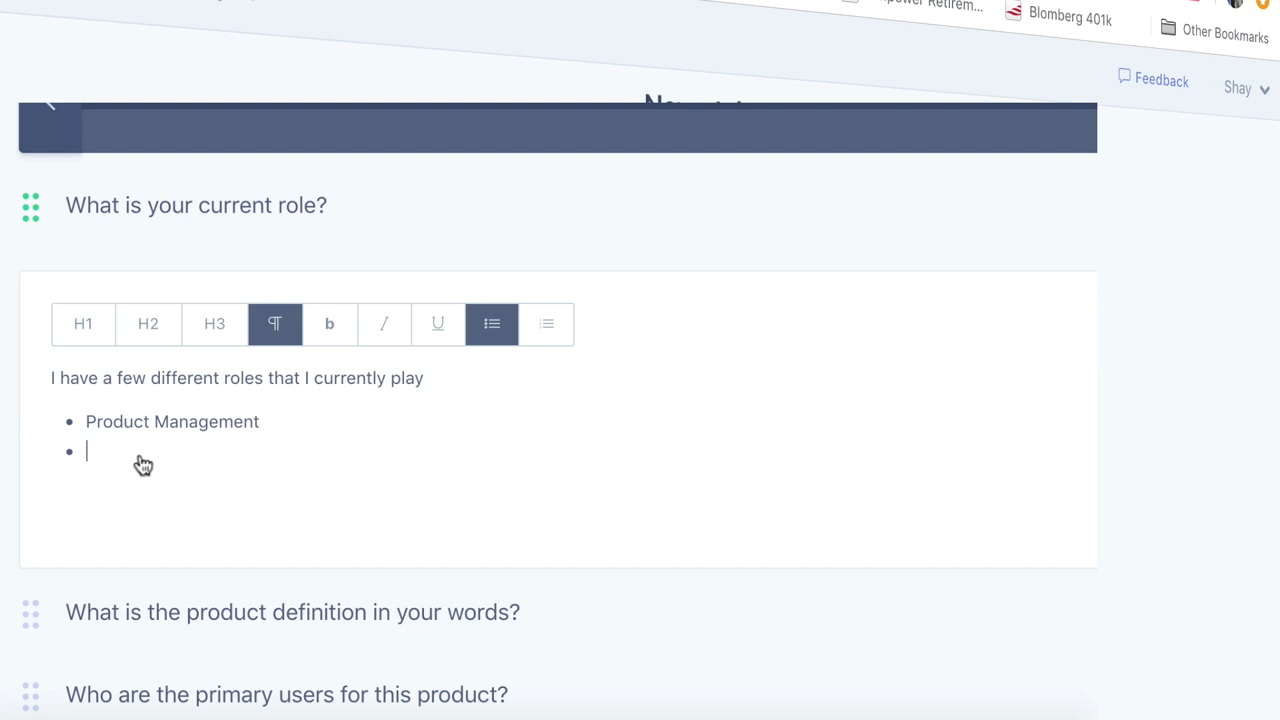 Retirem...
Blomberg 401k
Other Bookmarks
Feedback
Shay
What is your current role?
H1 H2 H3 b I U
I have a few different roles that I currently play
• Product Management
•
What is the product definition in your words?
Who are the primary users for this product?